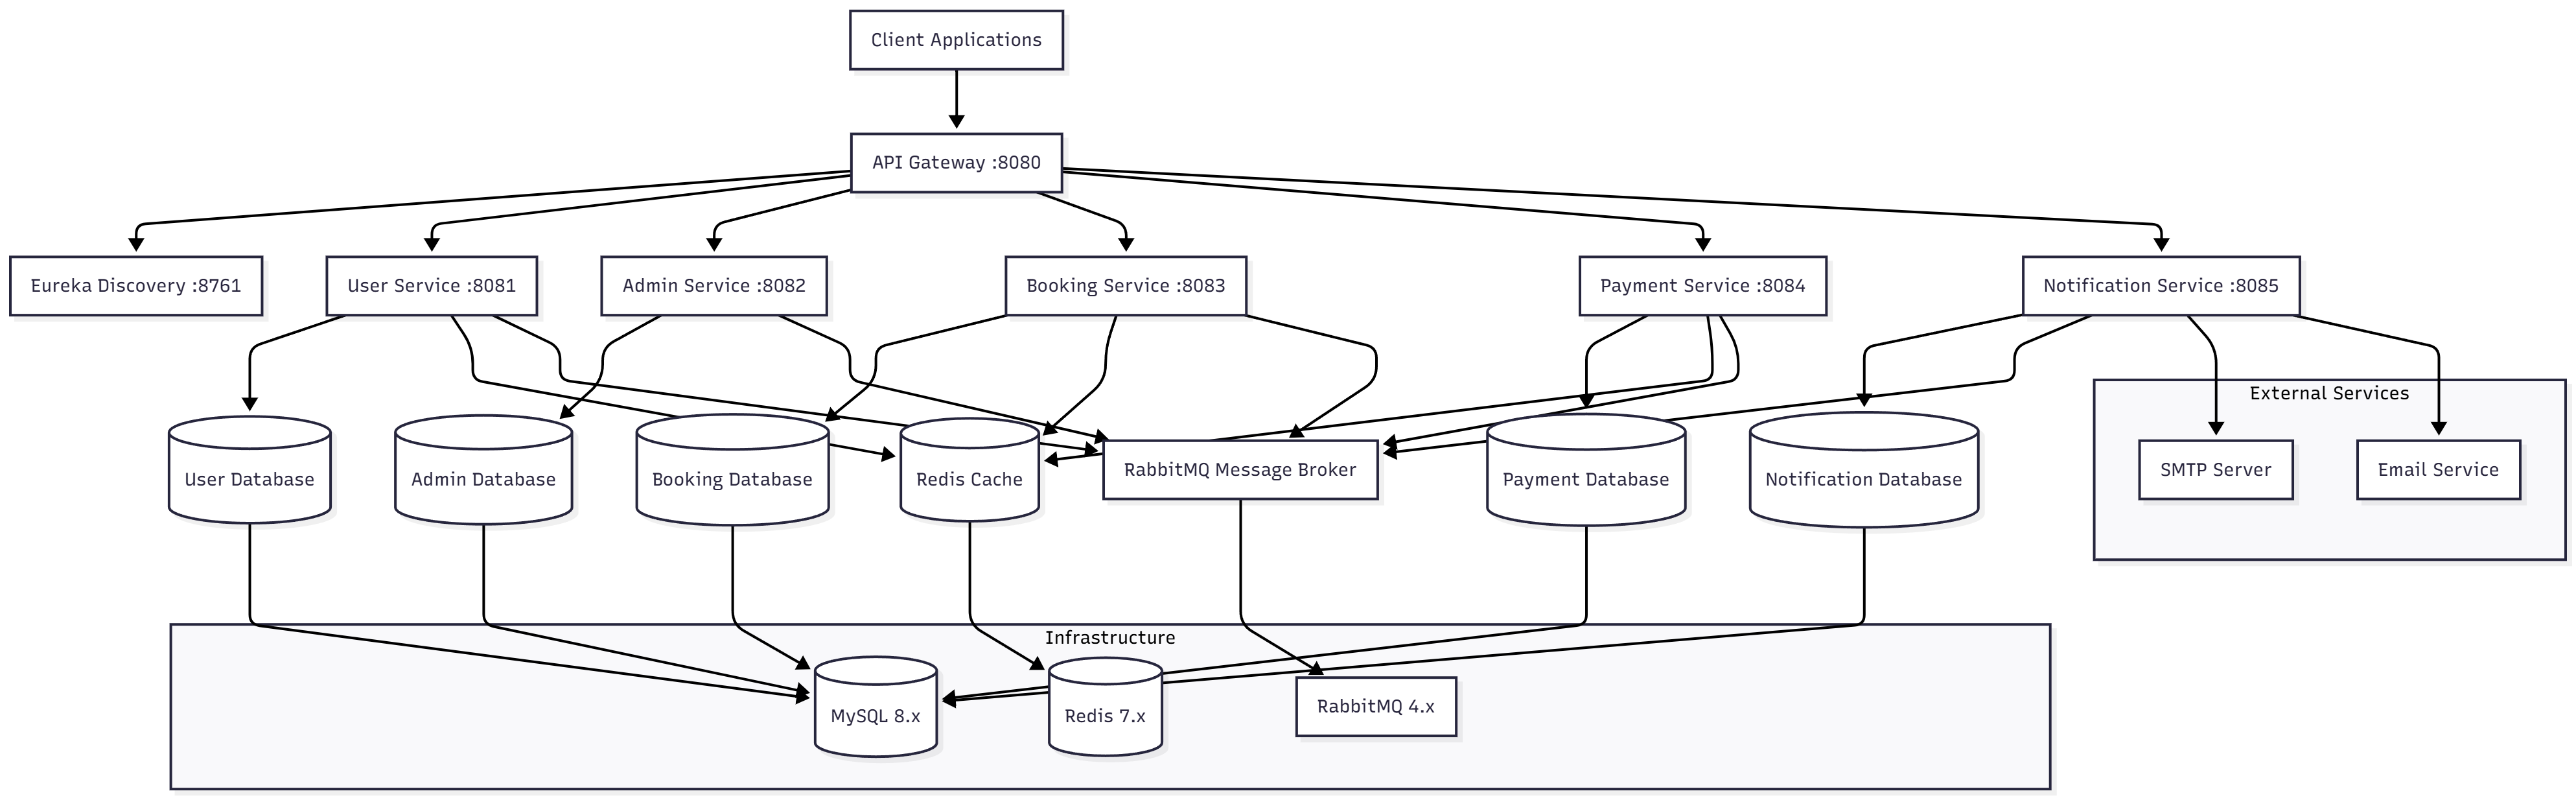 Client Applications
API Gateway :8080
Eureka Discovery :8761
User Service :8081
Admin Service :8082
Booking Service :8083
Payment Service :8084
Notification Service :8085
External Services
User Database
Admin Database
Booking Database
Redis Cache
RabbitMQ Message Broker
Payment Database
Notification Database
SMTP Server
Email Service
Infrastructure
MySQL 8.x
Redis 7.x
RabbitMQ 4.x